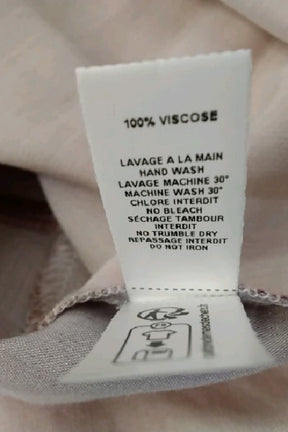 100% VISCOSE
LAVAGE A LA MAIN
HAND WASH
LAVAGE MACHINE 30°
MACHINE WASH 30°
CHLORE INTERDIT
NO BLEACH
SÉCHAGE TAMBOUR
INTERDIT
NO TRUMBLE DRY
REPASSAGE INTERDIT
DO NOT IRON